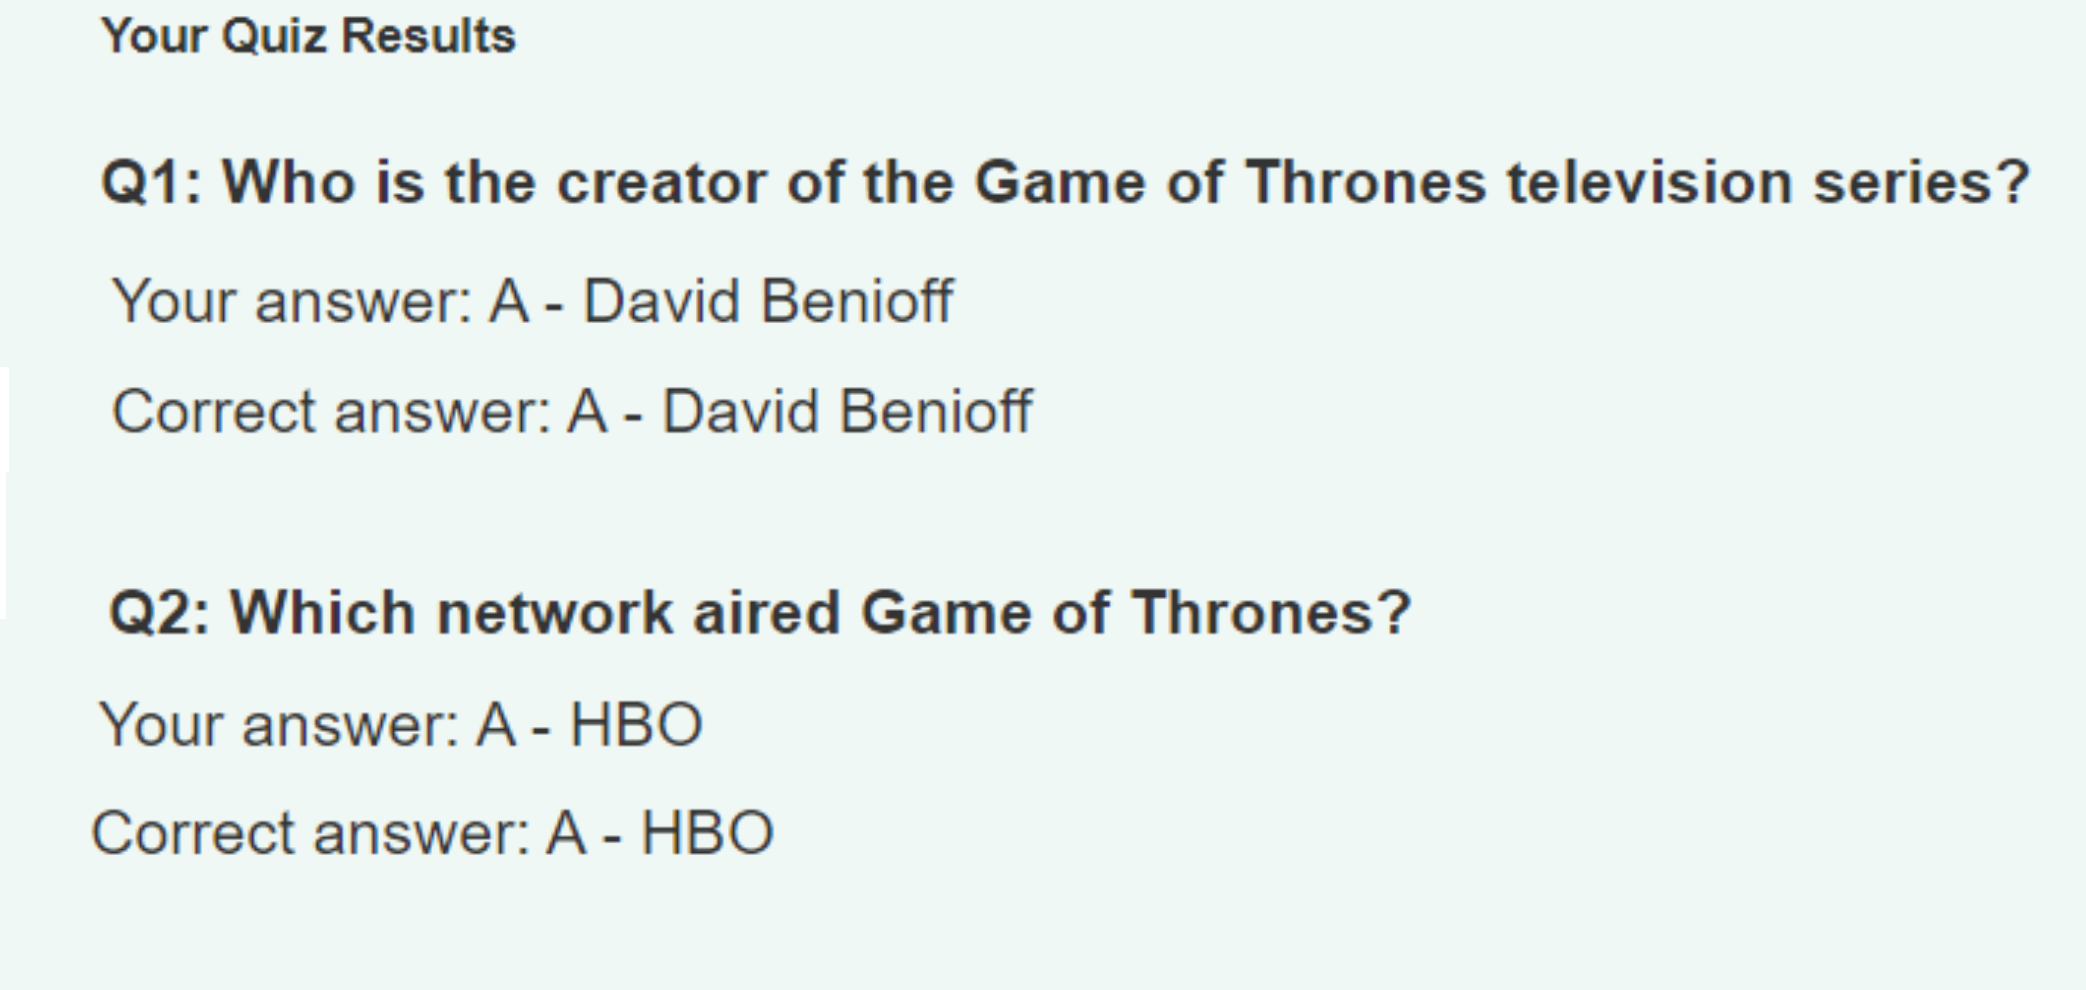 Your Quiz Results
Q1: Who is the creator of the Game of Thrones television series?
Your answer: A - David Benioff
Correct answer: A - David Benioff
Q2: Which network aired Game of Thrones?
Your answer: A - HBO
Correct answer: A - HBO